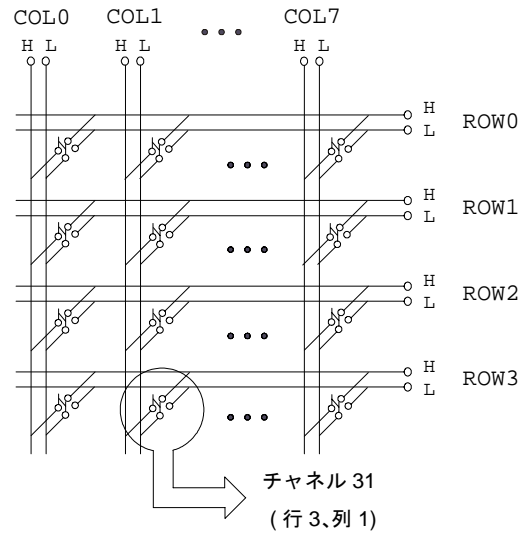 COL0 COL1 COL7
H L H L H L
H
L ROW0
H
L ROW1
H
L ROW2
H
L ROW3
チャネル 31
( 行 3、列 1)